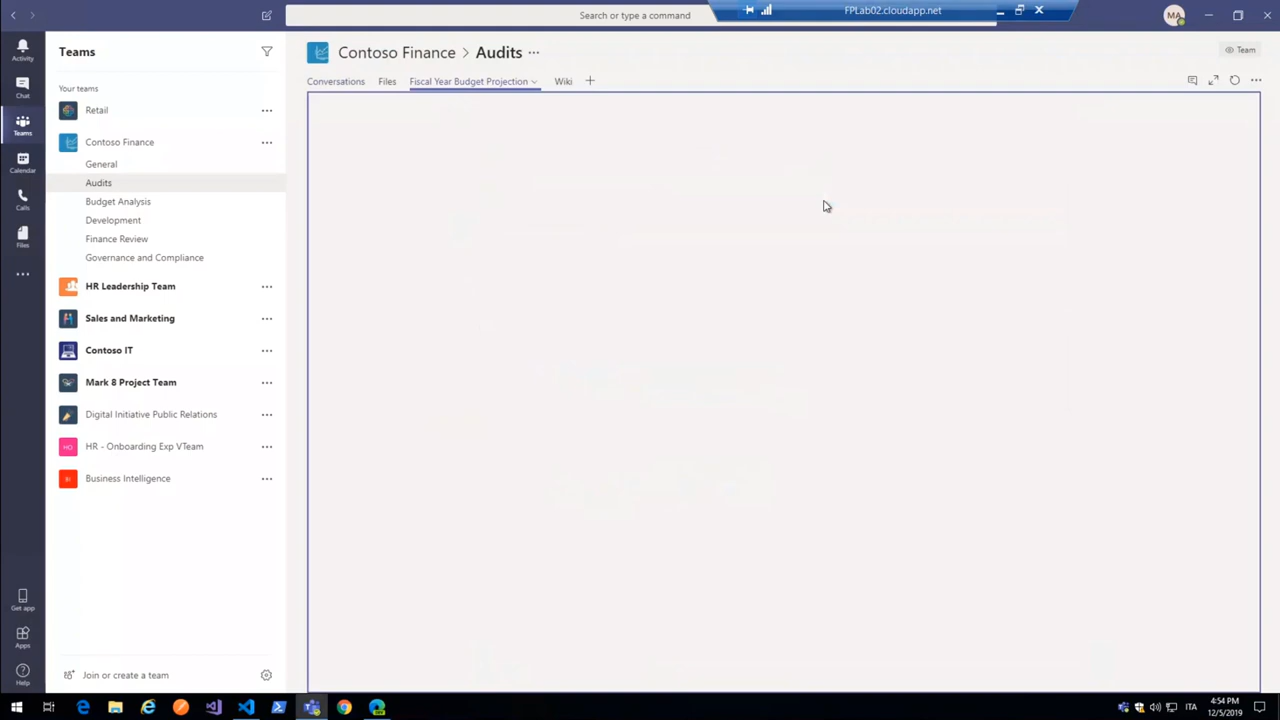 Search or type a command
FPLab02.cloudapp.net
MA
Activity
Chat
Teams
Calendar
Calls
Files
Get app
Apps
Help
Teams
Your teams
Retail
Contoso Finance
General
Audits
Budget Analysis
Development
Finance Review
Governance and Compliance
HR Leadership Team
Sales and Marketing
Contoso IT
Mark 8 Project Team
Digital Initiative Public Relations
HO
HR - Onboarding Exp VTeam
BI
Business Intelligence
Join or create a team
Contoso Finance > Audits
Team
Conversations Files Fiscal Year Budget Projection Wiki
ITA
4:54 PM
12/5/2019